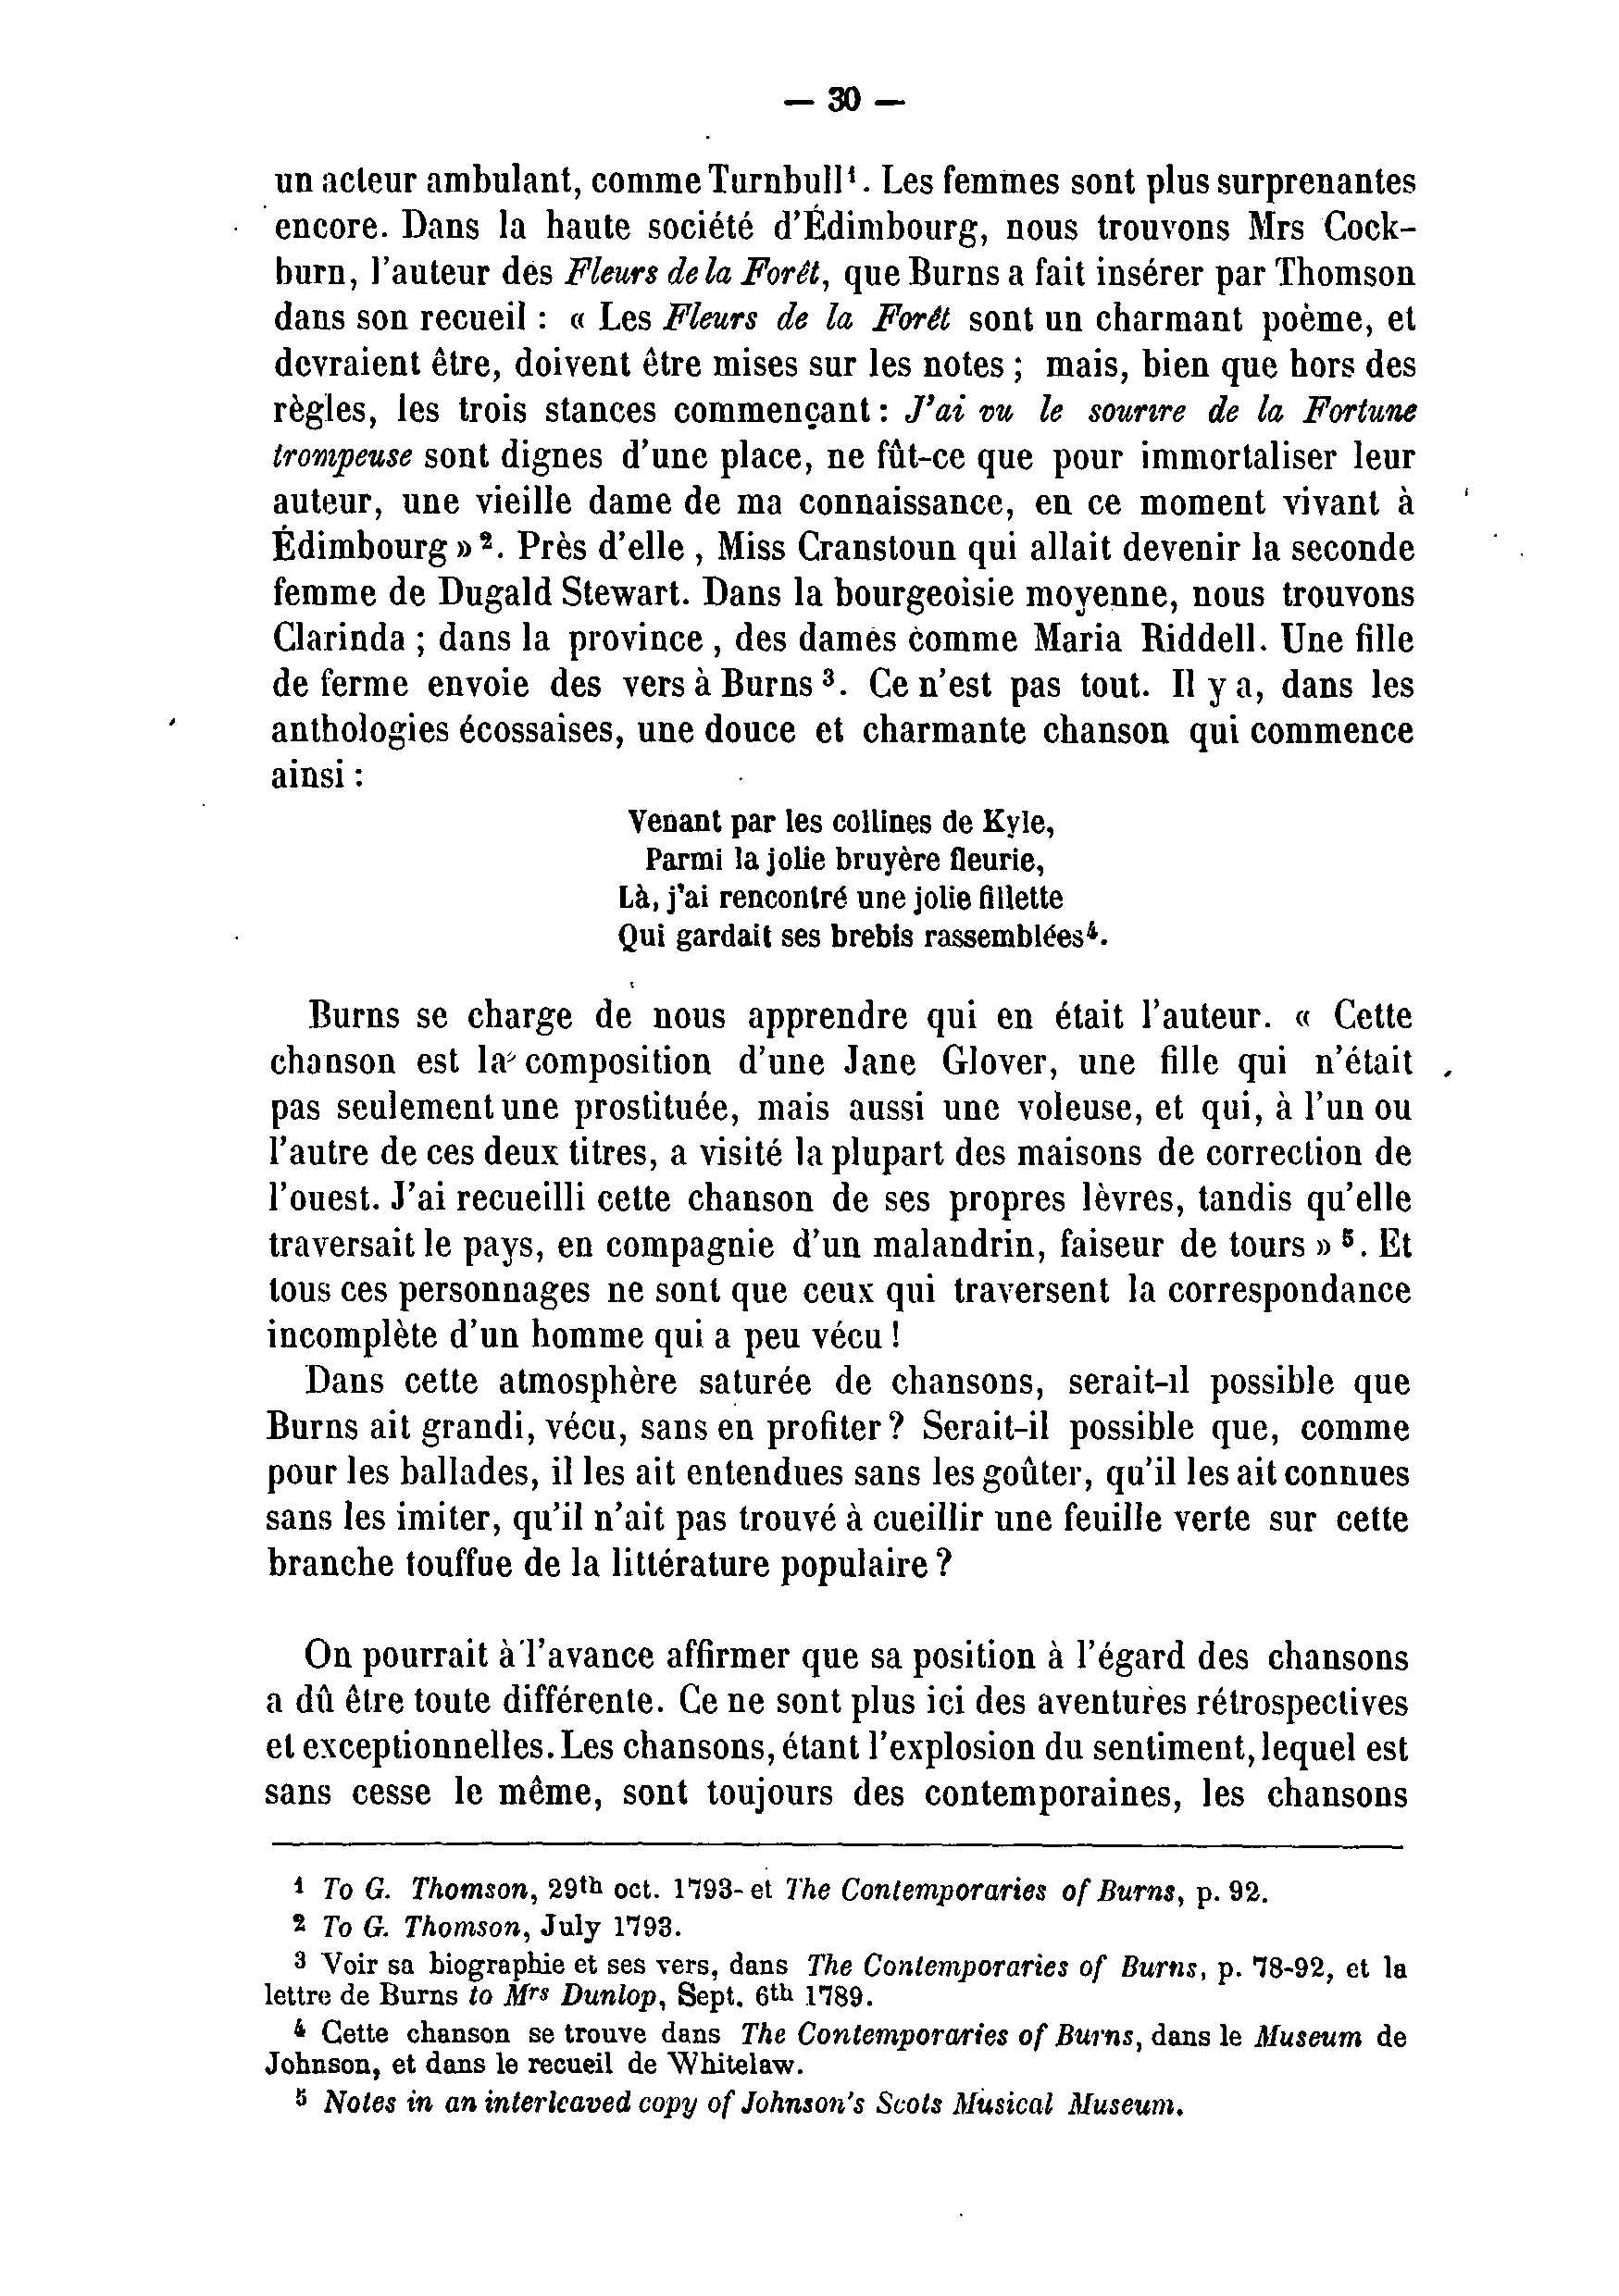 — 30 —
un acteur ambulant, comme Turnbull¹. Les femmes sont plus surprenantes
encore. Dans la haute société d'Édimbourg, nous trouvons Mrs Cock-
burn, l'auteur des Fleurs de la Forêt, que Burns a fait insérer par Thomson
dans son recueil : « Les Fleurs de la Forêt sont un charmant poème, et
devraient être, doivent être mises sur les notes ; mais, bien que hors des
règles, les trois stances commençant : J'ai vu le sourire de la Fortune
trompeuse sont dignes d'une place, ne fût-ce que pour immortaliser leur
auteur, une vieille dame de ma connaissance, en ce moment vivant à
Édimbourg » ². Près d'elle, Miss Cranstoun qui allait devenir la seconde
femme de Dugald Stewart. Dans la bourgeoisie moyenne, nous trouvons
Clarinda ; dans la province, des dames comme Maria Riddell. Une fille
de ferme envoie des vers à Burns ³. Ce n'est pas tout. Il y a, dans les
anthologies écossaises, une douce et charmante chanson qui commence
ainsi :
Venant par les collines de Kyle,
Parmi la jolie bruyère fleurie,
Là, j'ai rencontré une jolie fillette
Qui gardait ses brebis rassemblées⁴.
Burns se charge de nous apprendre qui en était l'auteur. « Cette
chanson est la composition d'une Jane Glover, une fille qui n'était
pas seulement une prostituée, mais aussi une voleuse, et qui, à l'un ou
l'autre de ces deux titres, a visité la plupart des maisons de correction de
l'ouest. J'ai recueilli cette chanson de ses propres lèvres, tandis qu'elle
traversait le pays, en compagnie d'un malandrin, faiseur de tours » ⁵. Et
tous ces personnages ne sont que ceux qui traversent la correspondance
incomplète d'un homme qui a peu vécu !
Dans cette atmosphère saturée de chansons, serait-il possible que
Burns ait grandi, vécu, sans en profiter ? Serait-il possible que, comme
pour les ballades, il les ait entendues sans les goûter, qu'il les ait connues
sans les imiter, qu'il n'ait pas trouvé à cueillir une feuille verte sur cette
branche touffue de la littérature populaire ?
On pourrait à l'avance affirmer que sa position à l'égard des chansons
a dû être toute différente. Ce ne sont plus ici des aventures rétrospectives
et exceptionnelles. Les chansons, étant l'explosion du sentiment, lequel est
sans cesse le même, sont toujours des contemporaines, les chansons
¹ To G. Thomson, 29th oct. 1793- et The Contemporaries of Burns, p. 92.
² To G. Thomson, July 1793.
³ Voir sa biographie et ses vers, dans The Contemporaries of Burns, p. 78-92, et la
lettre de Burns to Mrs Dunlop, Sept. 6th 1789.
⁴ Cette chanson se trouve dans The Contemporaries of Burns, dans le Museum de
Johnson, et dans le recueil de Whitelaw.
⁵ Notes in an interleaved copy of Johnson's Scots Musical Museum.